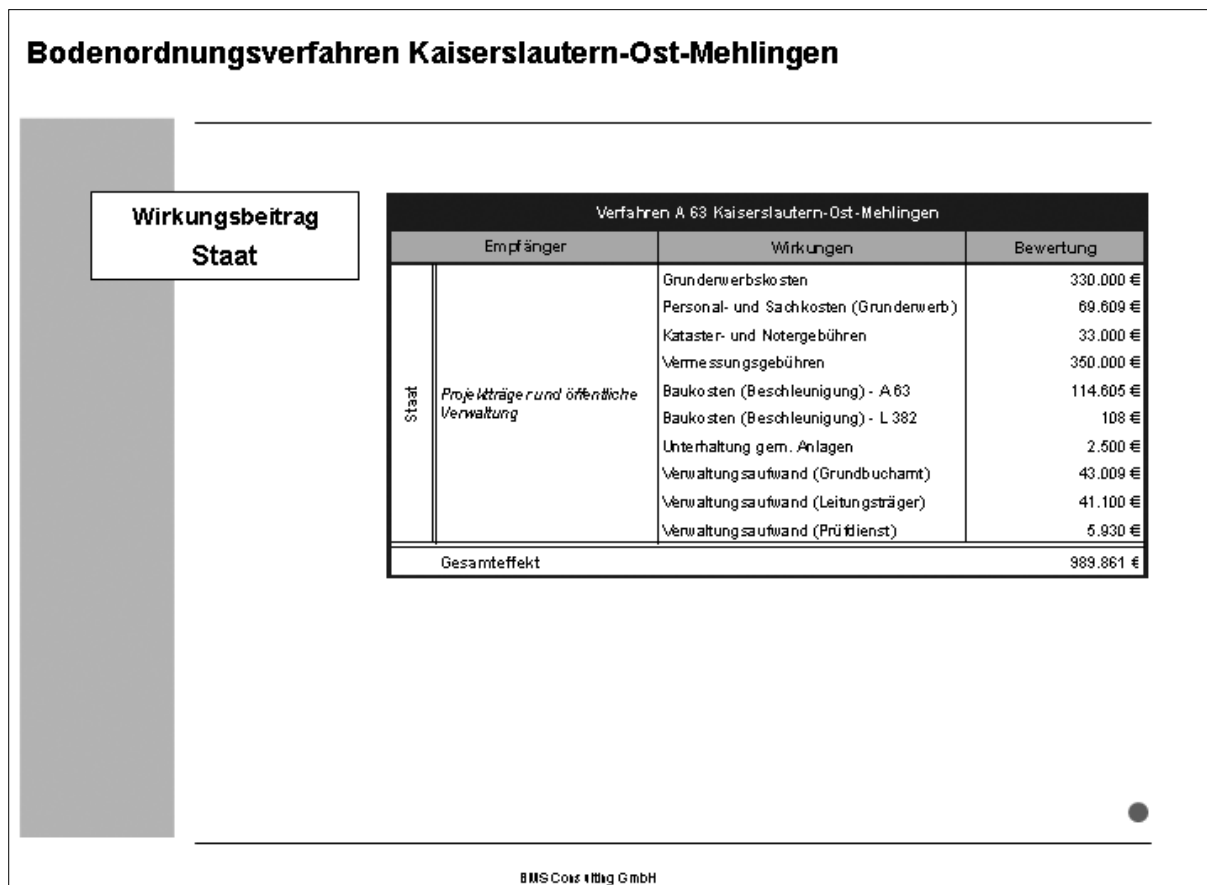 Bodenordnungsverfahren Kaiserslautern-Ost-Mehlingen
Wirkungsbeitrag
Staat
Verfahren A 63 Kaiserslautern-Ost-Mehlingen
Empfänger Wirkungen Bewertung
Grunderwerbskosten 330.000 €
Personal- und Sachkosten (Grunderwerb) 69.609 €
Kataster- und Notergebühren 33.000 €
Vermessungsgebühren 350.000 €
Staat
Projektträger und öffentliche
Verwaltung
Baukosten (Beschleunigung) - A 63 114.605 €
Baukosten (Beschleunigung) - L 382 108 €
Unterhaltung gem. Anlagen 2.500 €
Verwaltungsaufwand (Grundbuchamt) 43.009 €
Verwaltungsaufwand (Leitungsträger) 41.100 €
Verwaltungsaufwand (Prüfdienst) 5.930 €
Gesamteffekt 989.861 €
BMS Consulting GmbH